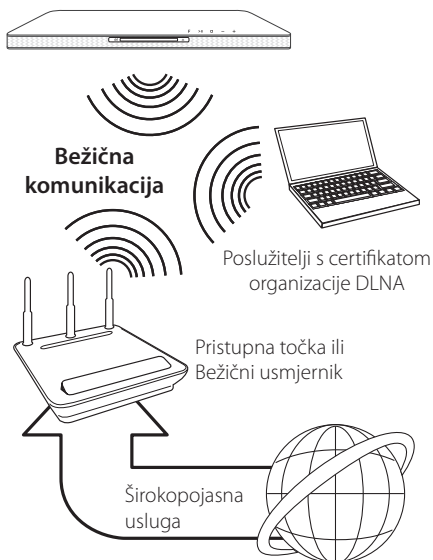 Bežična
komunikacija
Poslužitelji s certifikatom
organizacije DLNA
Pristupna točka ili
Bežični usmjernik
Širokopojasna
usluga